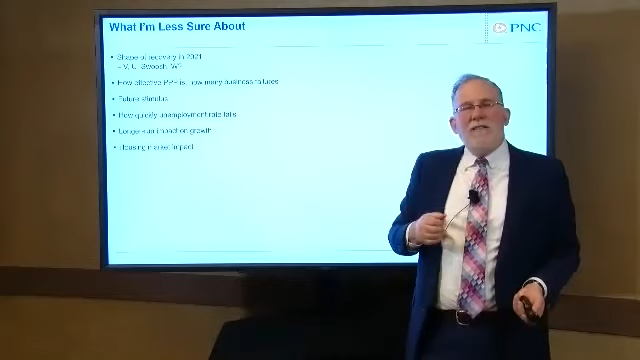 What I'm Less Sure About
PNC
Shape of recovery in 2021
– V, U, Swoosh, W?
How effective PPP is, how many business failures
Future stimulus
How quickly unemployment rate falls
Longer-run impact on growth
Housing market impact